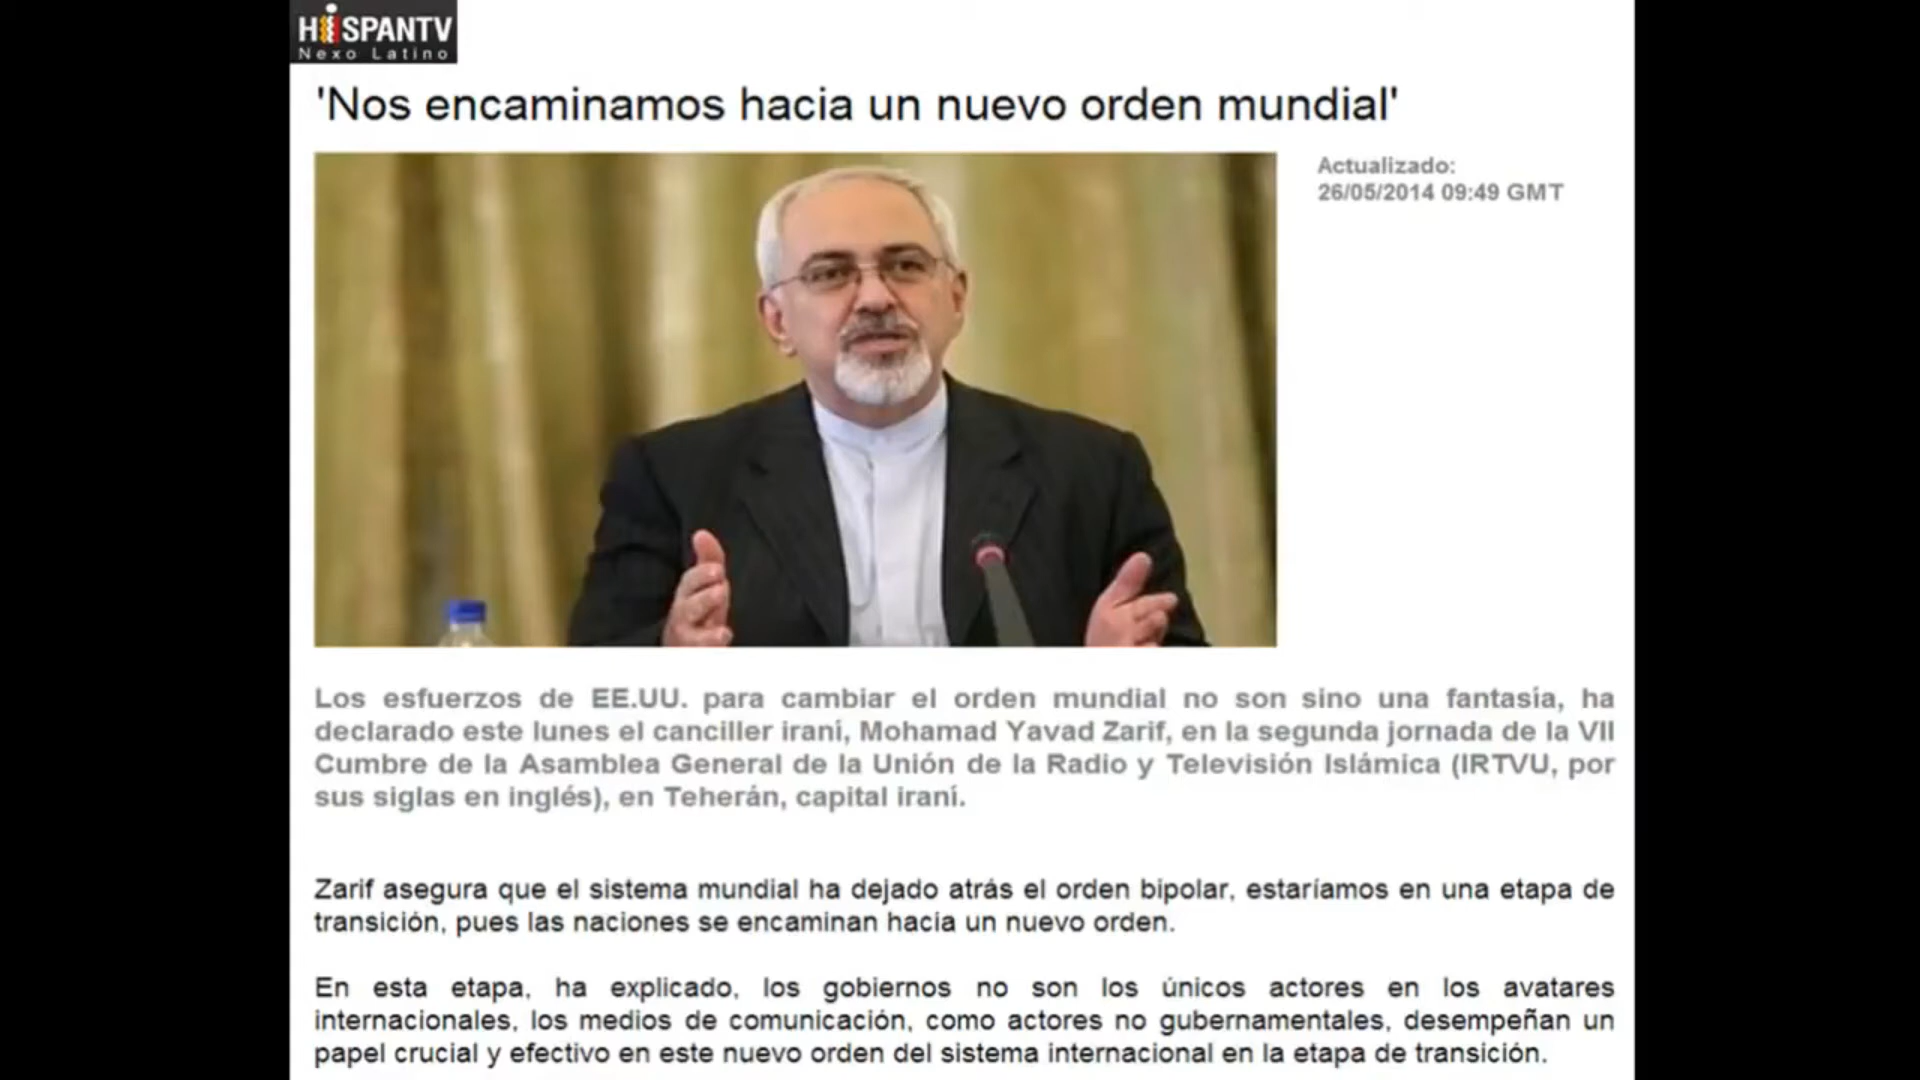 HiSPANTV
Nexo Latino
'Nos encaminamos hacia un nuevo orden mundial'
Actualizado:
26/05/2014 09:49 GMT
Los esfuerzos de EE.UU. para cambiar el orden mundial no son sino una fantasía, ha
declarado este lunes el canciller iraní, Mohamad Yavad Zarif, en la segunda jornada de la VII
Cumbre de la Asamblea General de la Unión de la Radio y Televisión Islámica (IRTVU, por
sus siglas en inglés), en Teherán, capital iraní.
Zarif asegura que el sistema mundial ha dejado atrás el orden bipolar, estaríamos en una etapa de
transición, pues las naciones se encaminan hacia un nuevo orden.
En esta etapa, ha explicado, los gobiernos no son los únicos actores en los avatares
internacionales, los medios de comunicación, como actores no gubernamentales, desempeñan un
papel crucial y efectivo en este nuevo orden del sistema internacional en la etapa de transición.